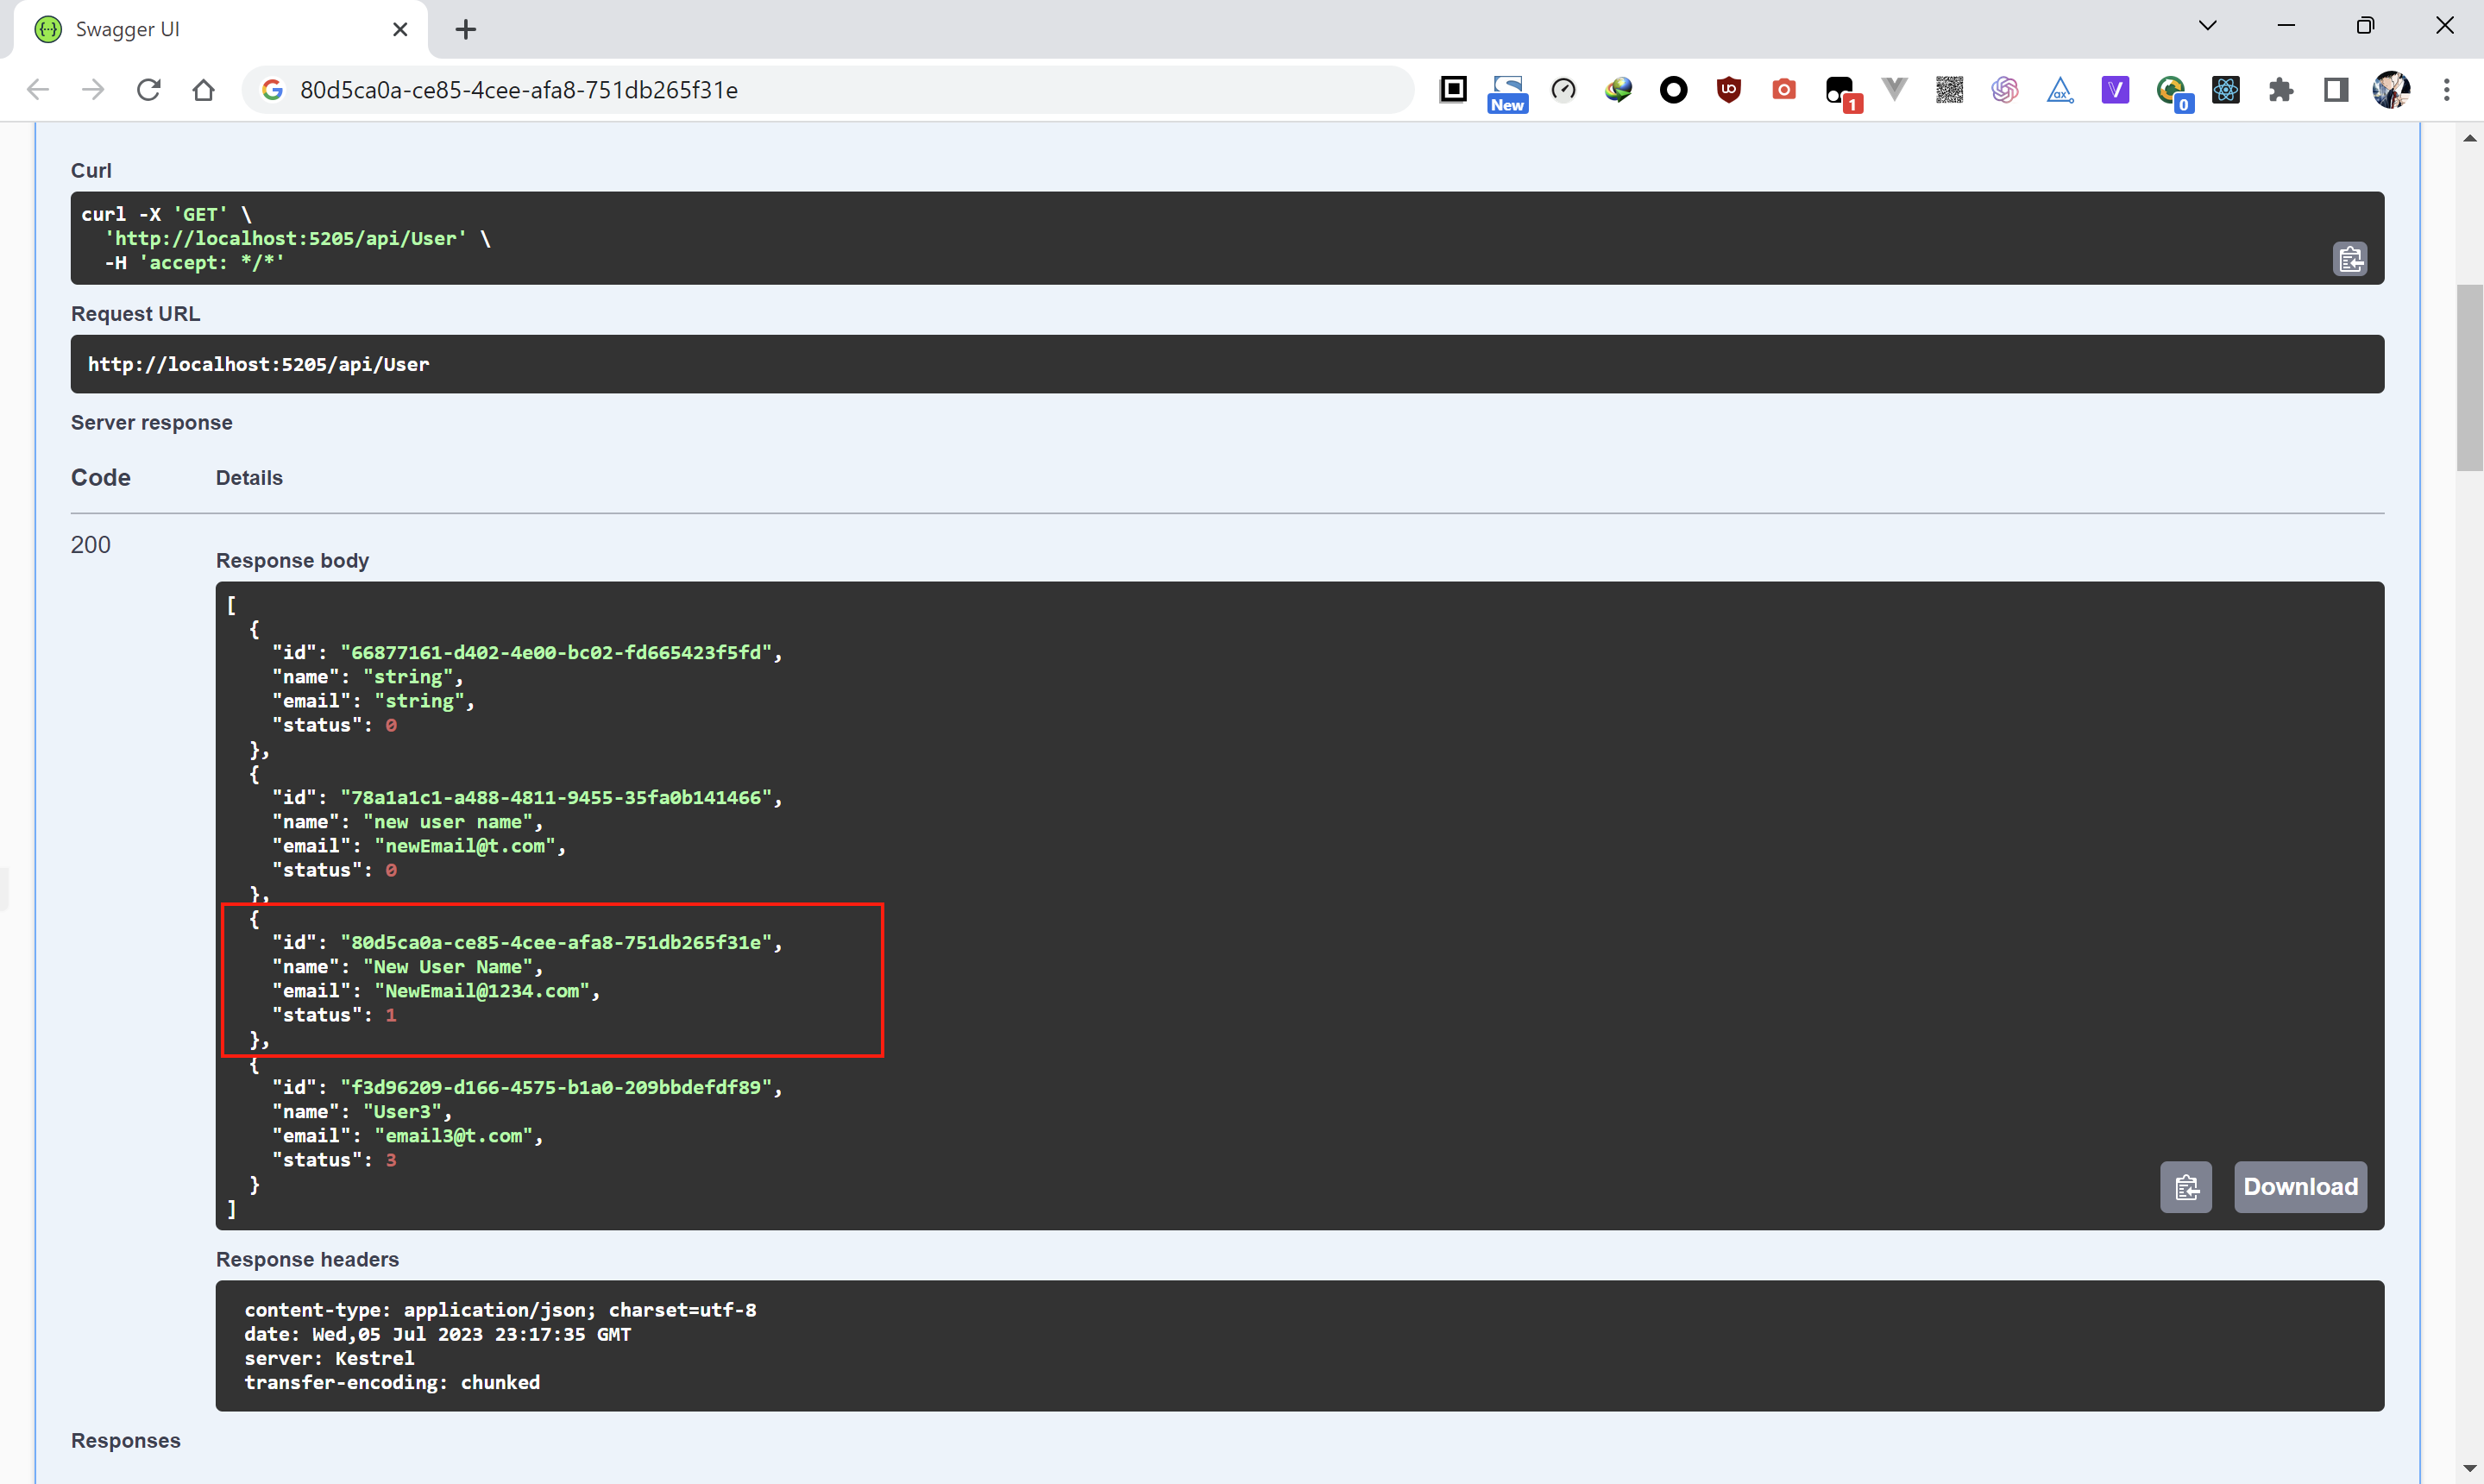 Swagger UI
80d5ca0a-ce85-4cee-afa8-751db265f31e
New
1
0
Curl
curl -X 'GET' \
'http://localhost:5205/api/User' \
-H 'accept: */*'
Request URL
http://localhost:5205/api/User
Server response
Code Details
200
Response body
[
{
"id": "66877161-d402-4e00-bc02-fd665423f5fd",
"name": "string",
"email": "string",
"status": 0
},
{
"id": "78a1a1c1-a488-4811-9455-35fa0b141466",
"name": "new user name",
"email": "newEmail@t.com",
"status": 0
},
{
"id": "80d5ca0a-ce85-4cee-afa8-751db265f31e",
"name": "New User Name",
"email": "NewEmail@1234.com",
"status": 1
},
{
"id": "f3d96209-d166-4575-b1a0-209bbdefdf89",
"name": "User3",
"email": "email3@t.com",
"status": 3
}
]
Download
Response headers
content-type: application/json; charset=utf-8
date: Wed,05 Jul 2023 23:17:35 GMT
server: Kestrel
transfer-encoding: chunked
Responses